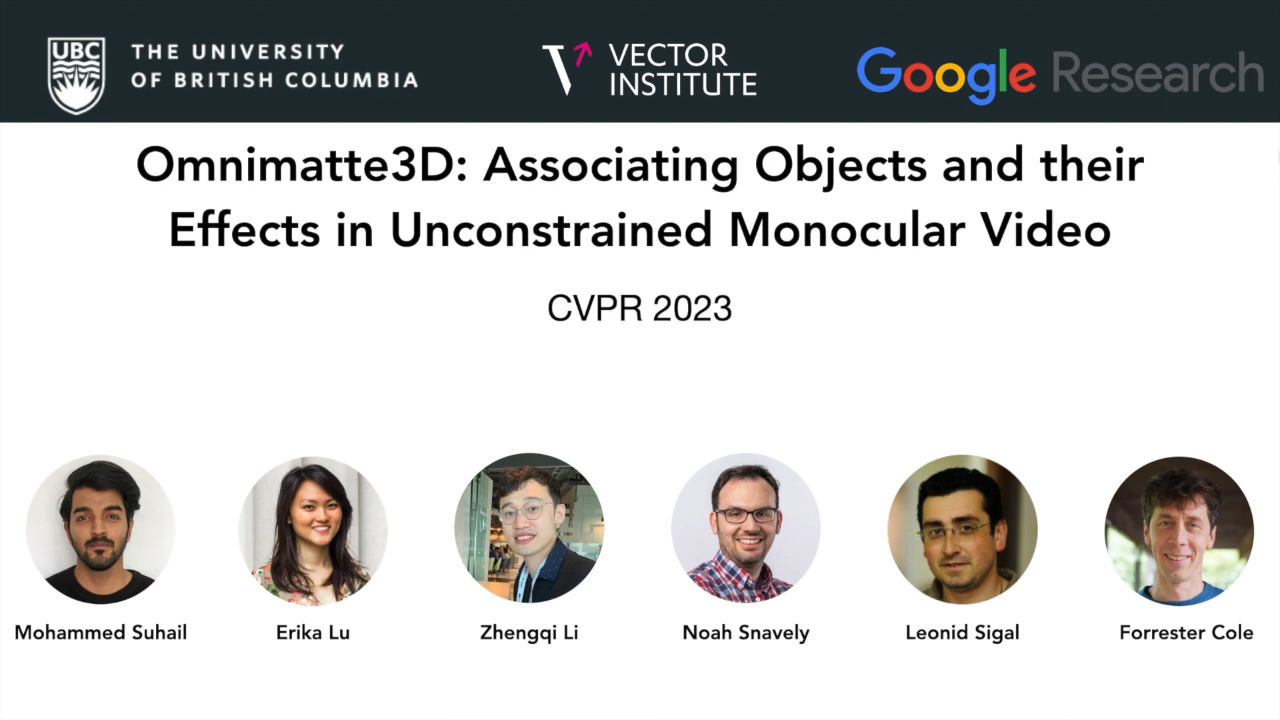 UBC
THE UNIVERSITY
OF BRITISH COLUMBIA
VECTOR
INSTITUTE
Google Research
Omnimatte3D: Associating Objects and their
Effects in Unconstrained Monocular Video
CVPR 2023
Mohammed Suhail
Erika Lu
Zhengqi Li
Noah Snavely
Leonid Sigal
Forrester Cole